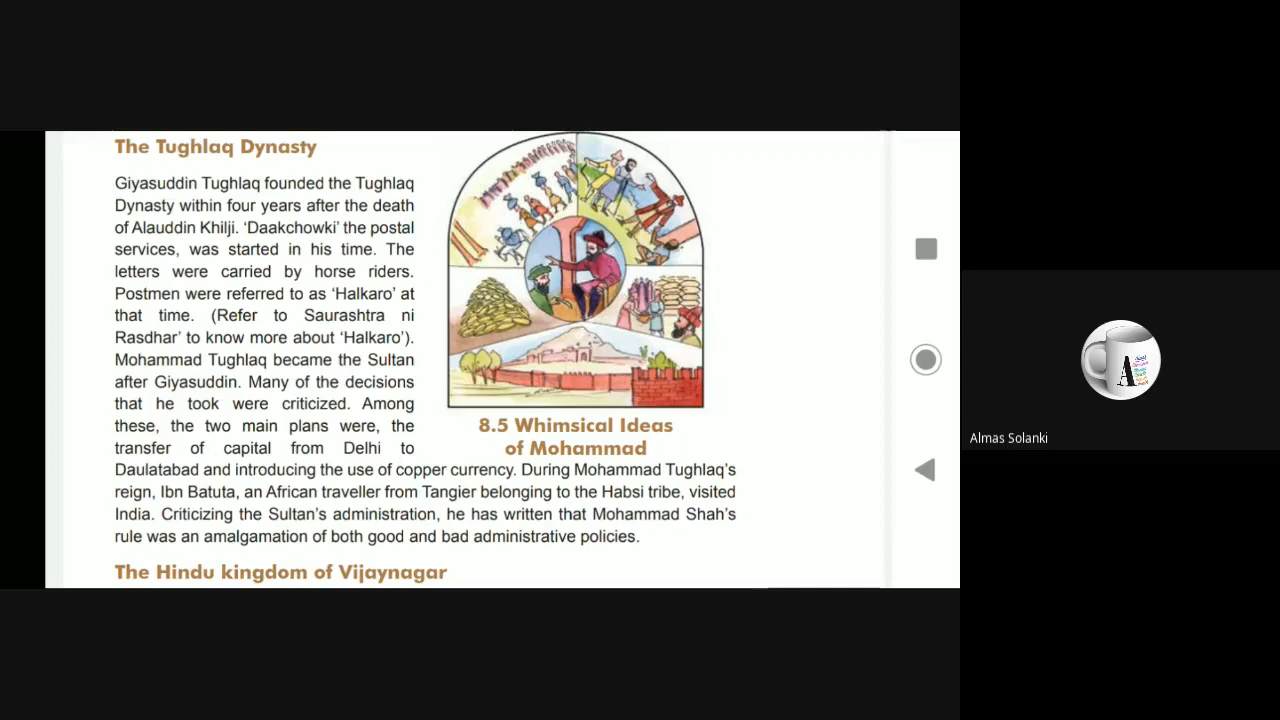 The Tughlaq Dynasty
Giyasuddin Tughlaq founded the Tughlaq
Dynasty within four years after the death
of Alauddin Khilji. ‘Daakchowki’ the postal
services, was started in his time. The
letters were carried by horse riders.
Postmen were referred to as ‘Halkaro’ at
that time. (Refer to Saurashtra ni
Rasdhar’ to know more about ‘Halkaro’).
Mohammad Tughlaq became the Sultan
after Giyasuddin. Many of the decisions
that he took were criticized. Among
these, the two main plans were, the
transfer of capital from Delhi to
Daulatabad and introducing the use of copper currency. During Mohammad Tughlaq’s
reign, Ibn Batuta, an African traveller from Tangier belonging to the Habsi tribe, visited
India. Criticizing the Sultan’s administration, he has written that Mohammad Shah’s
rule was an amalgamation of both good and bad administrative policies.
8.5 Whimsical Ideas
of Mohammad
The Hindu kingdom of Vijaynagar
A
Almas Solanki